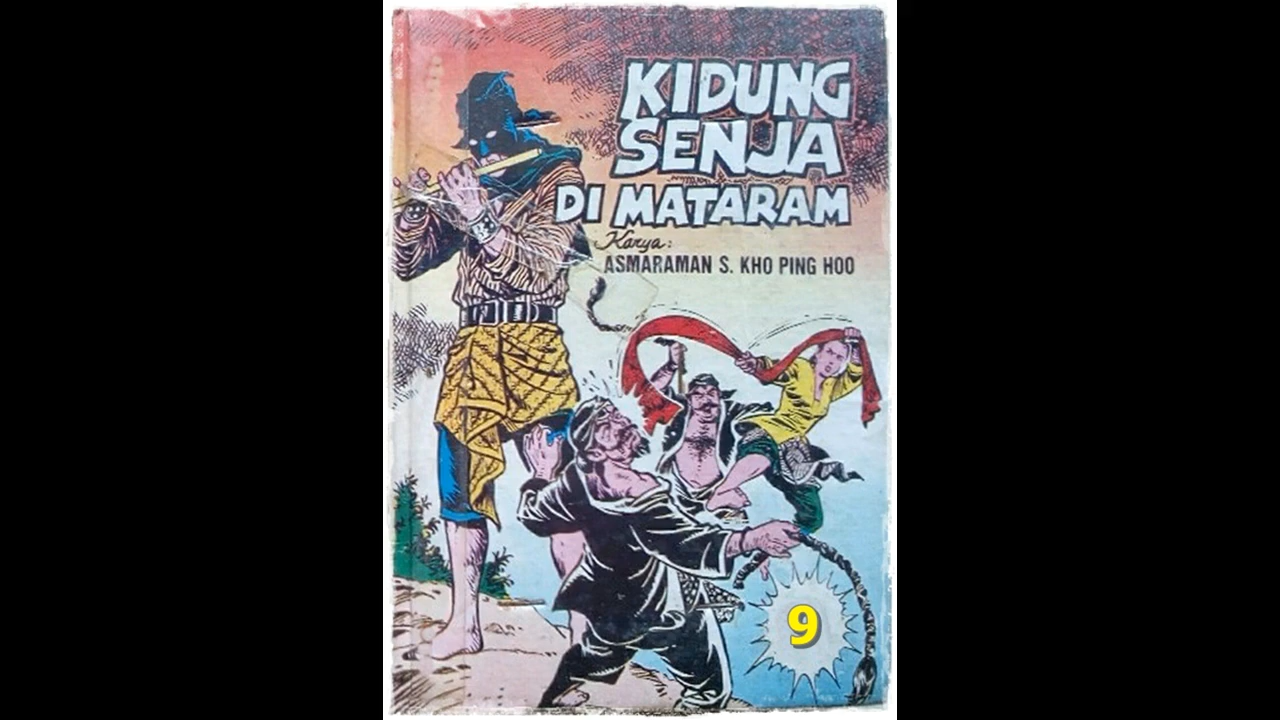 KIDUNG
SENJA
DI MATARAM
Karya:
ASMARAMAN S. KHO PING HOO
9